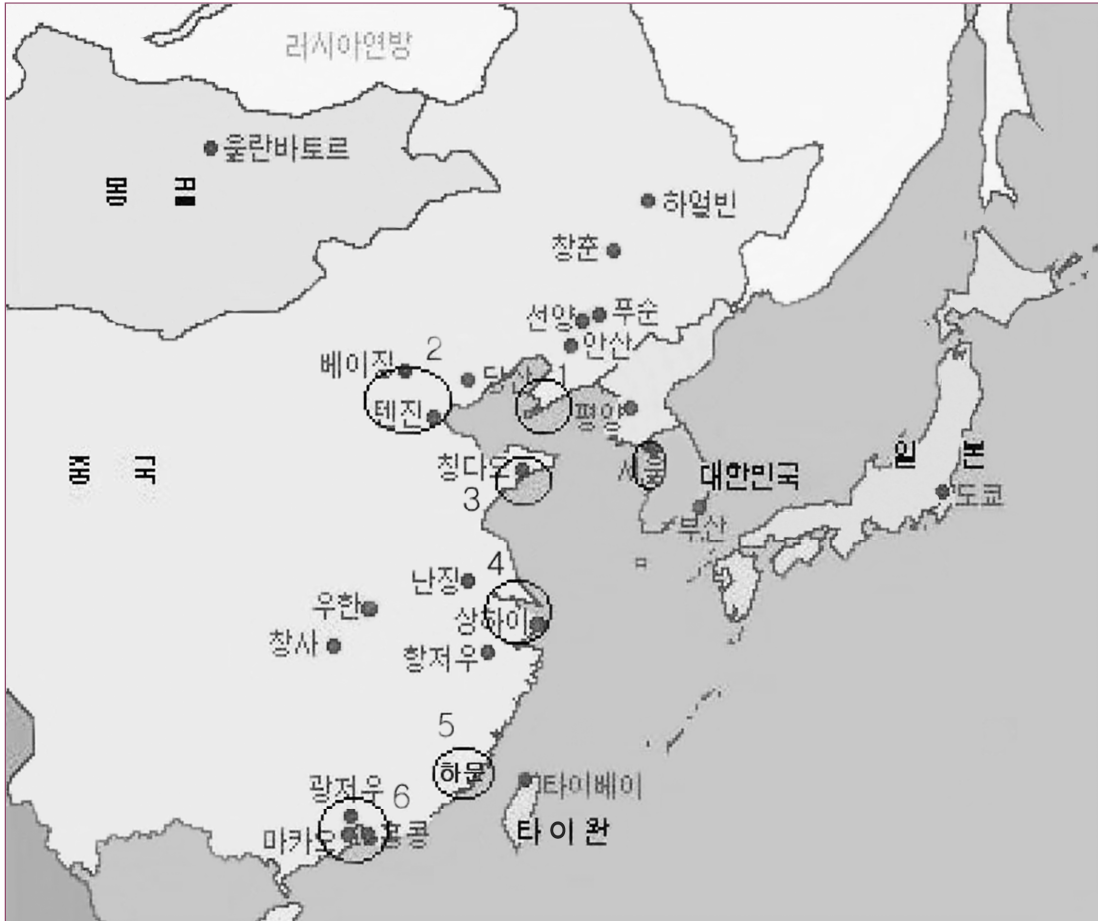 러시아연방
울란바토르
몽 골
하얼빈
창춘
선양
푸순
안산
베이징
2
당산
1
톈진
평양
칭다오
3
서울
대한민국
일 본
도쿄
부산
중 국
4
난징
우한
상하이
창사
항저우
5
하문
타이베이
광저우
6
마카오
홍콩
타이완